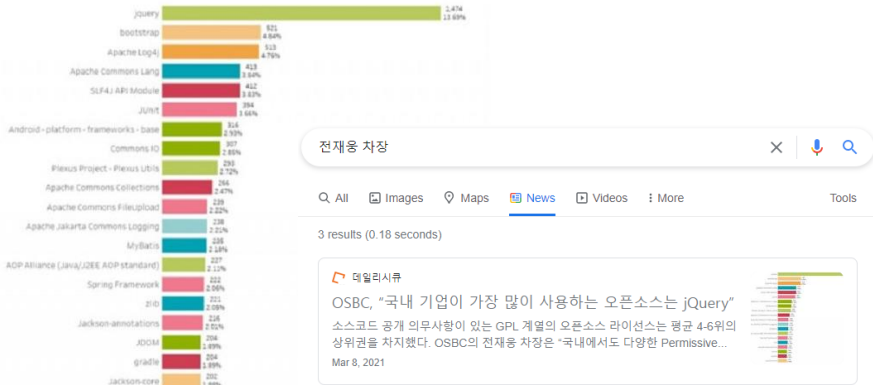 jquery 1,474 13.69%
bootstrap 521 4.84%
Apache Log4j 513 4.76%
Apache Commons Lang 413 3.84%
SLF4J API Module 412 3.83%
JUnit 394 3.66%
Android-platform-frameworks-base 316 2.93%
Commons IO 307 2.85%
Plexus Project - Plexus Utils 293 2.72%
Apache Commons Collections 266 2.47%
Apache Commons FileUpload 239 2.22%
Apache Jakarta Commons Logging 238 2.21%
MyBatis 235 2.18%
AOP Alliance (Java/J2EE AOP standard) 227 2.11%
Spring Framework 222 2.06%
zlib 221 2.05%
Jackson-annotations 216 2.01%
JDOM 204 1.89%
gradle 204 1.89%
Jackson-core 202
전재웅 차장
All Images Maps News Videos More Tools
3 results (0.18 seconds)
데일리시큐
OSBC, “국내 기업이 가장 많이 사용하는 오픈소스는 jQuery”
소스코드 공개 의무사항이 있는 GPL 계열의 오픈소스 라이선스는 평균 4-6위의
상위권을 차지했다. OSBC의 전재웅 차장은 “국내에서도 다양한 Permissive...
Mar 8, 2021